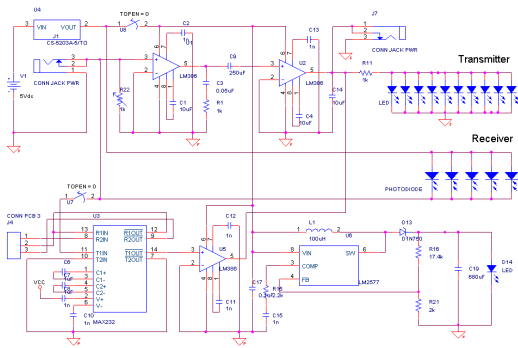 U4
VIN VOUT
J1
CS-8203A-5/TO
CONN JACK PWR
V1
5Vdc
TOPEN = 0
U8
C2
LM386
R22
1k
C1
10uF
C3
0.05uF
R1
1k
C9
250uF
C13
1n
U2
LM386
C4
10uF
C14
10uF
J7
CONN JACK PWR
R11
1k
Transmitter
LED
Receiver
PHOTODIODE
TOPEN = 0
U7
CONN PCB 3
J4
U3
R1IN R1OUT
R2IN R2OUT
T1IN T1OUT
T2IN T2OUT
C1+
C1-
C2+
C2-
V+
V-
MAX232
VCC
C6
1n
C10
1n
C12
1n
U5
LM386
C11
1n
C17
C15
1n
L1
100uH
U6
VIN SW
COMP
FB
LM2577
D13
R16
17.4k
R21
2k
C19
680uF
D14
LED